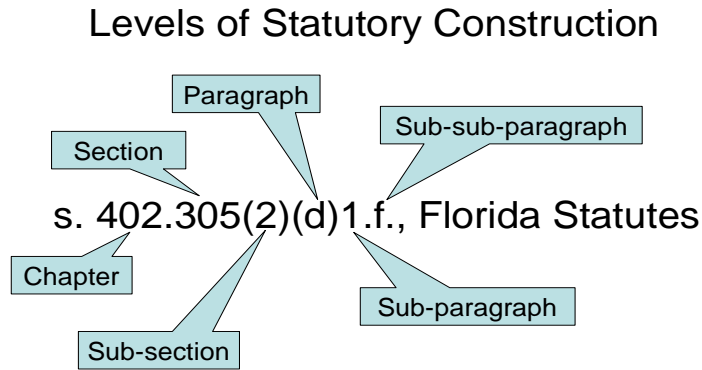 Levels of Statutory Construction
Paragraph
Sub-sub-paragraph
Section
s. 402.305(2)(d)1.f., Florida Statutes
Chapter
Sub-paragraph
Sub-section